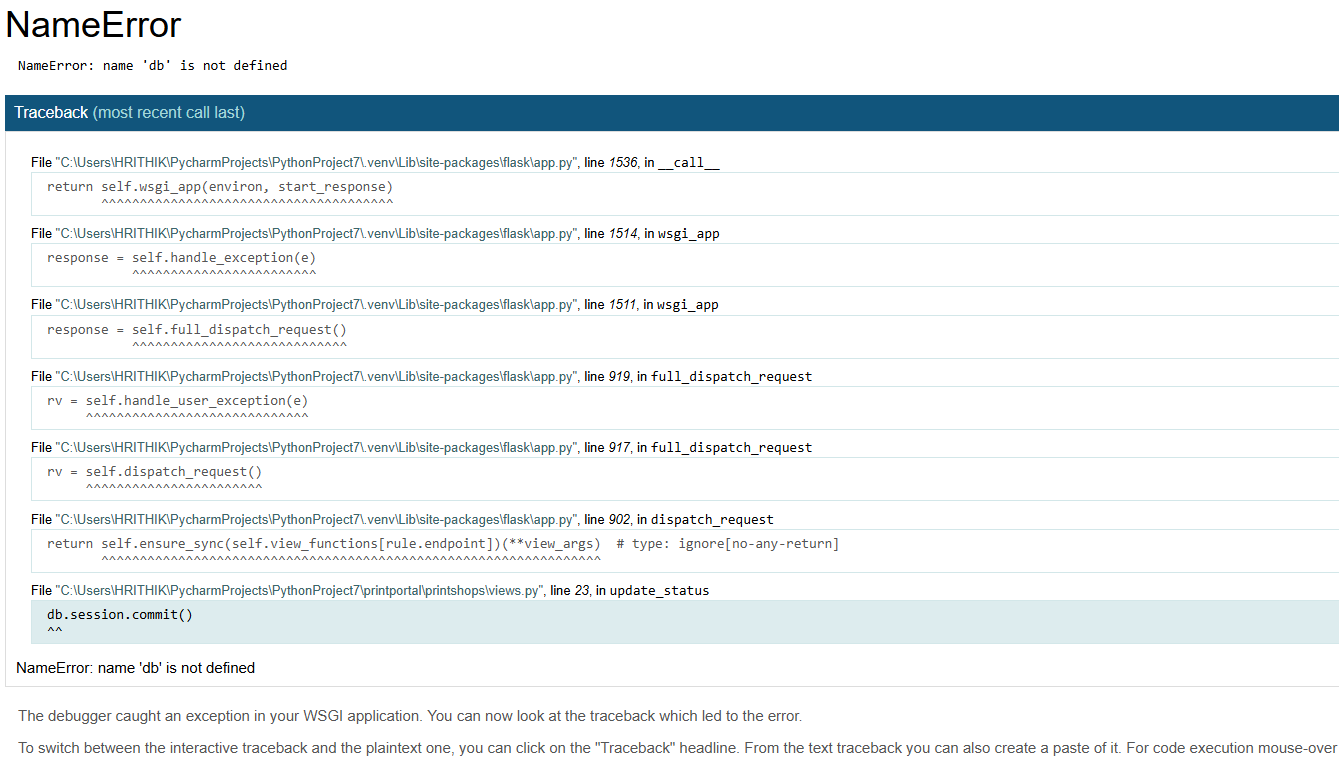 NameError
NameError: name 'db' is not defined
Traceback (most recent call last)
File "C:\Users\HRITHIK\PycharmProjects\PythonProject7\.venv\Lib\site-packages\flask\app.py", line 1536, in __call__
return self.wsgi_app(environ, start_response)
^^^^^^^^^^^^^^^^^^^^^^^^^^^^^^^^^^^^^^
File "C:\Users\HRITHIK\PycharmProjects\PythonProject7\.venv\Lib\site-packages\flask\app.py", line 1514, in wsgi_app
response = self.handle_exception(e)
^^^^^^^^^^^^^^^^^^^^^^^^
File "C:\Users\HRITHIK\PycharmProjects\PythonProject7\.venv\Lib\site-packages\flask\app.py", line 1511, in wsgi_app
response = self.full_dispatch_request()
^^^^^^^^^^^^^^^^^^^^^^^^^^^^
File "C:\Users\HRITHIK\PycharmProjects\PythonProject7\.venv\Lib\site-packages\flask\app.py", line 919, in full_dispatch_request
rv = self.handle_user_exception(e)
^^^^^^^^^^^^^^^^^^^^^^^^^^^^^
File "C:\Users\HRITHIK\PycharmProjects\PythonProject7\.venv\Lib\site-packages\flask\app.py", line 917, in full_dispatch_request
rv = self.dispatch_request()
^^^^^^^^^^^^^^^^^^^^^^^
File "C:\Users\HRITHIK\PycharmProjects\PythonProject7\.venv\Lib\site-packages\flask\app.py", line 902, in dispatch_request
return self.ensure_sync(self.view_functions[rule.endpoint])(**view_args)  # type: ignore[no-any-return]
^^^^^^^^^^^^^^^^^^^^^^^^^^^^^^^^^^^^^^^^^^^^^^^^^^^^^^^^^^^^^^^^^
File "C:\Users\HRITHIK\PycharmProjects\PythonProject7\printportal\printshops\views.py", line 23, in update_status
db.session.commit()
^^
NameError: name 'db' is not defined
The debugger caught an exception in your WSGI application. You can now look at the traceback which led to the error.
To switch between the interactive traceback and the plaintext one, you can click on the "Traceback" headline. From the text traceback you can also create a paste of it. For code execution mouse-over